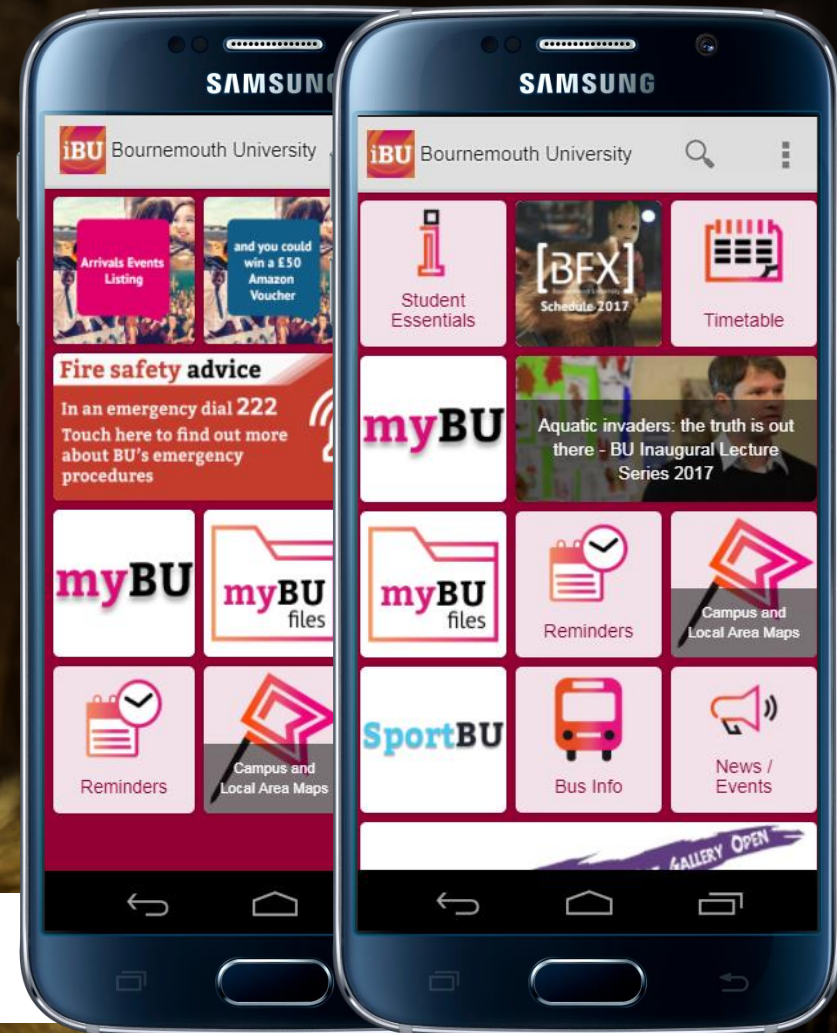 SAMSUNG
iBU Bournemouth University
Arrivals Events
Listing
and you could
win a £50
Amazon
Voucher
Fire safety advice
In an emergency dial 222
Touch here to find out more
about BU's emergency
procedures
myBU
myBU
files
Reminders
Campus and
Local Area Maps
SAMSUNG
iBU Bournemouth University
Student
Essentials
[BFX]
Schedule 2017
Timetable
myBU
Aquatic invaders: the truth is out
there - BU Inaugural Lecture
Series 2017
myBU
files
Reminders
Campus and
Local Area Maps
SportBU
Bus Info
News /
Events
GALLERY OPEN